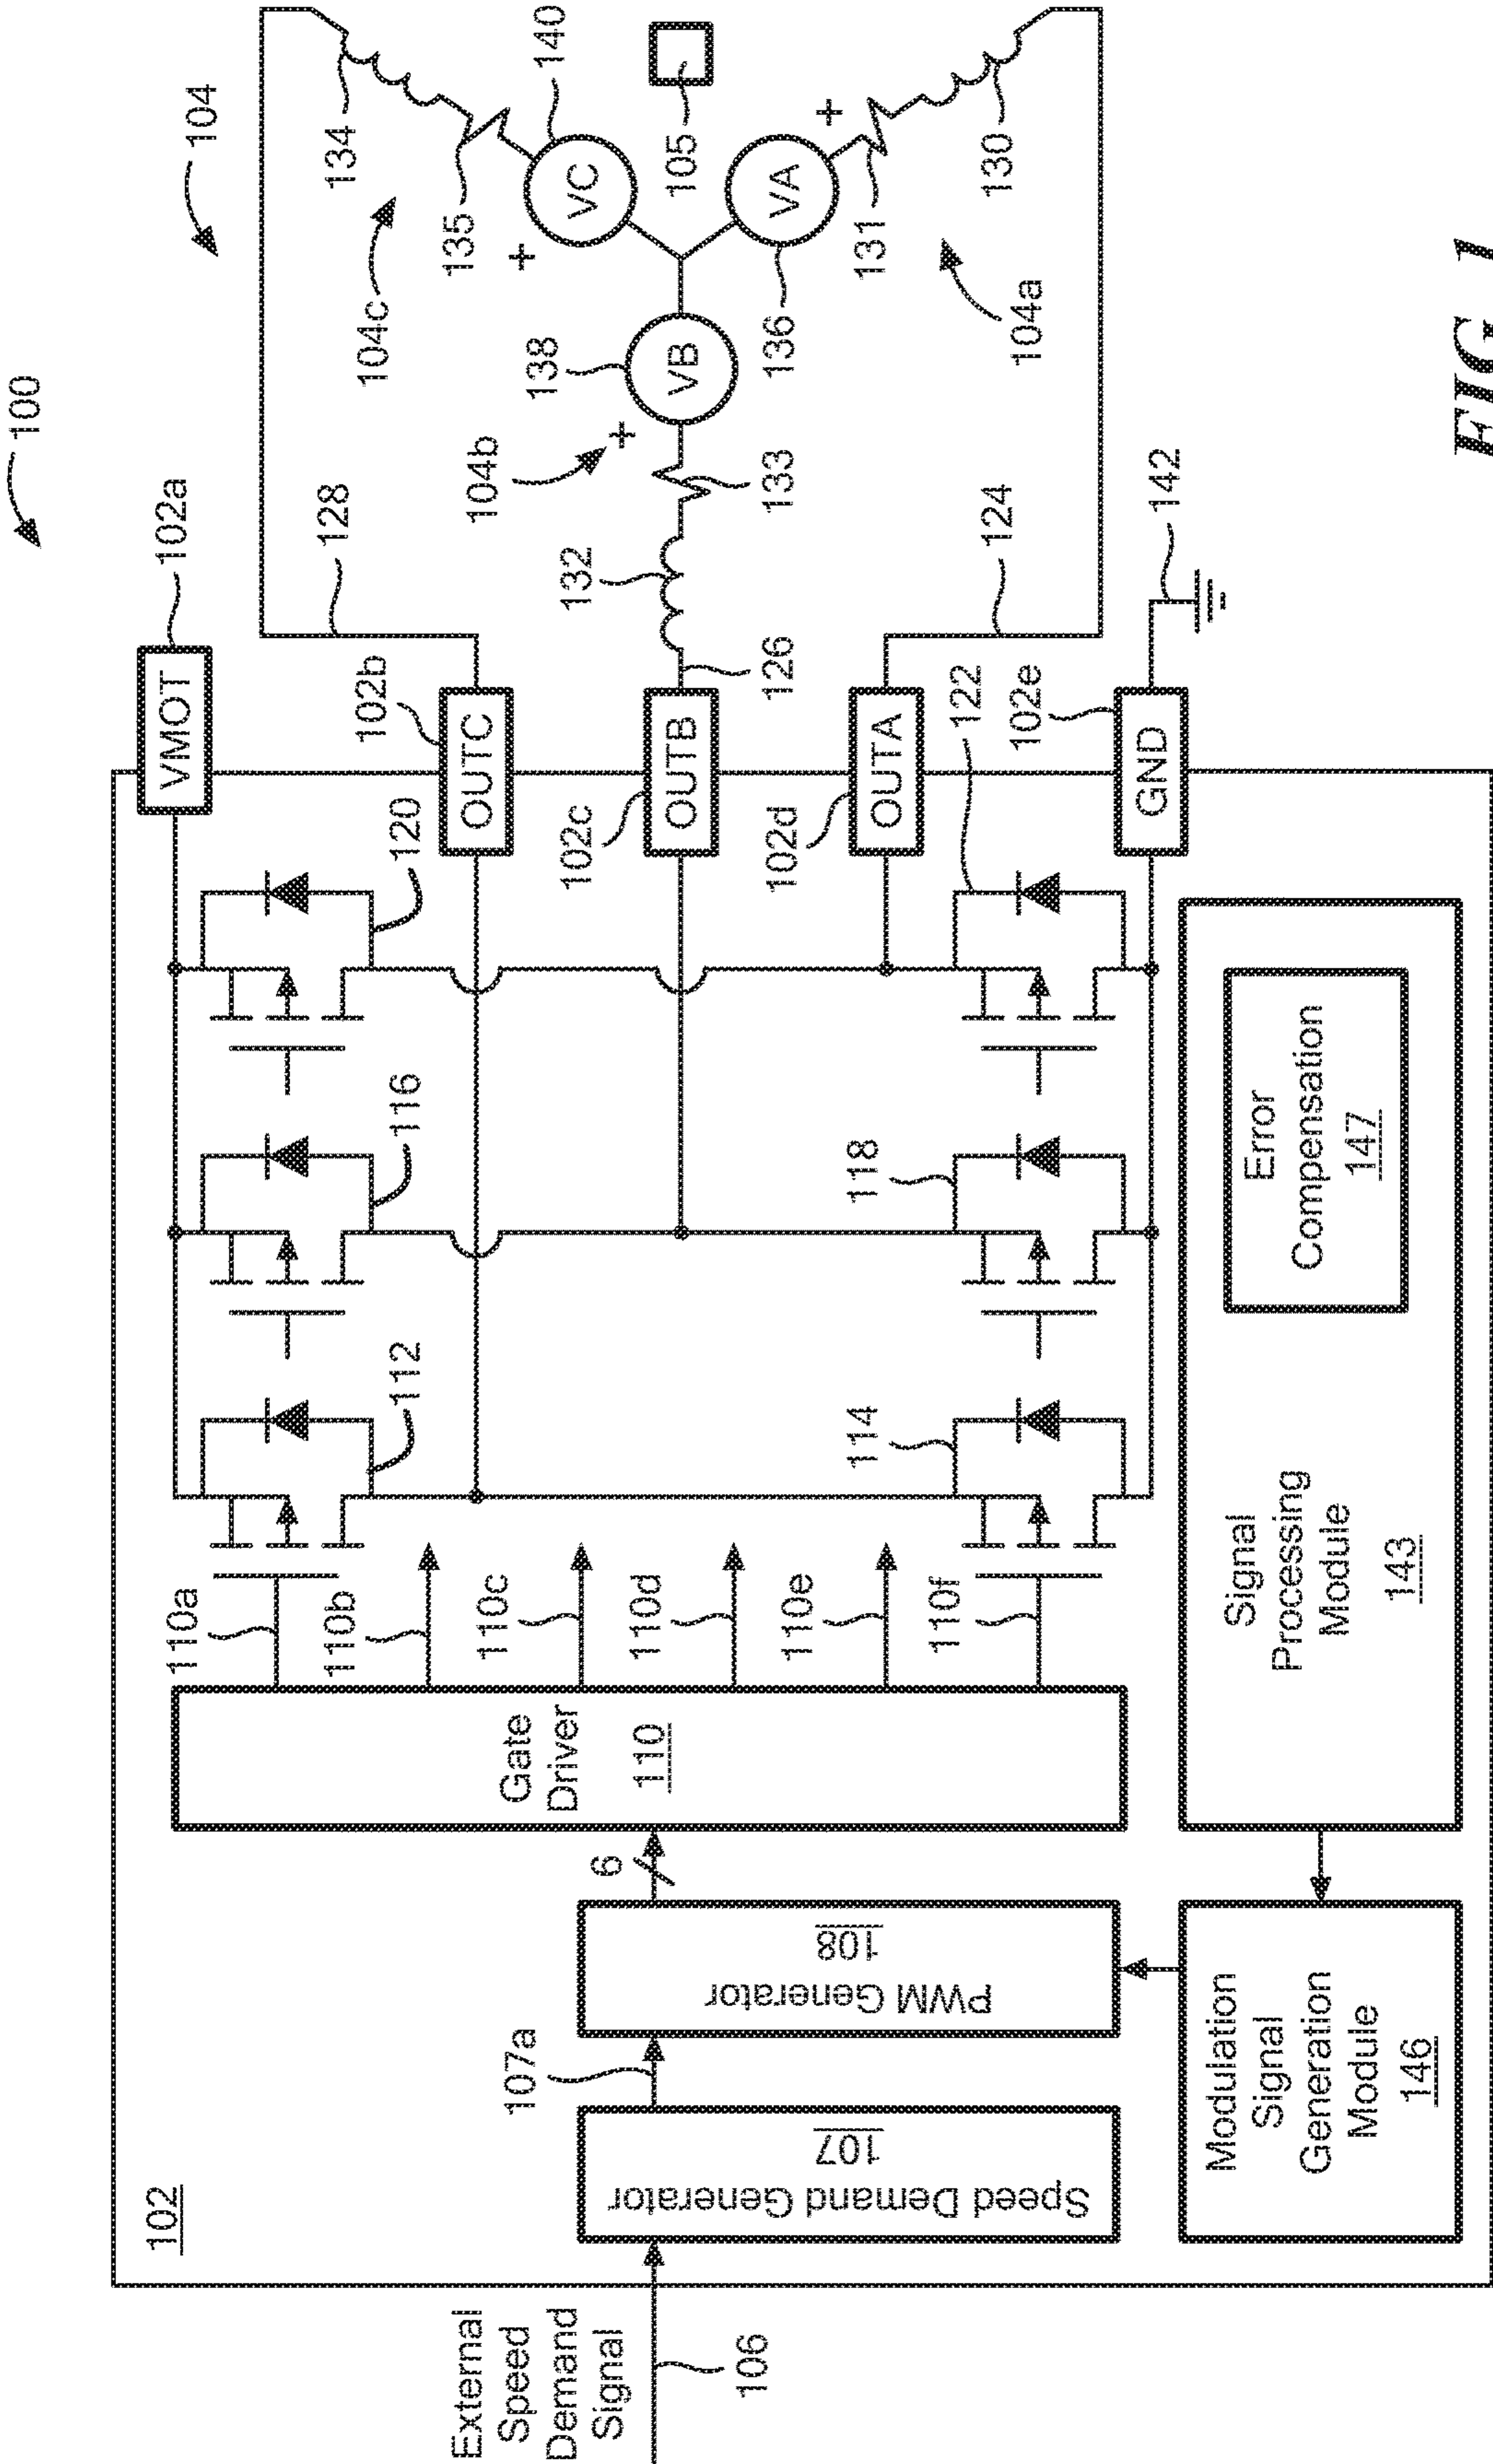 100
102
External
Speed
Demand
Signal
106
Speed Demand Generator
107
107a
PWM Generator
108
6
Gate
Driver
110
110a
110b
110c
110d
110e
110f
112
114
116
118
120
122
VMOT
102a
OUTC
102b
OUTB
102c
OUTA
102d
GND
102e
128
126
124
142
104
104a
104b
104c
132
133
138
VB
+
134
135
140
VC
+
105
VA
136
+
131
130
Modulation
Signal
Generation
Module
146
Signal
Processing
Module
143
Error
Compensation
147
FIG. 1